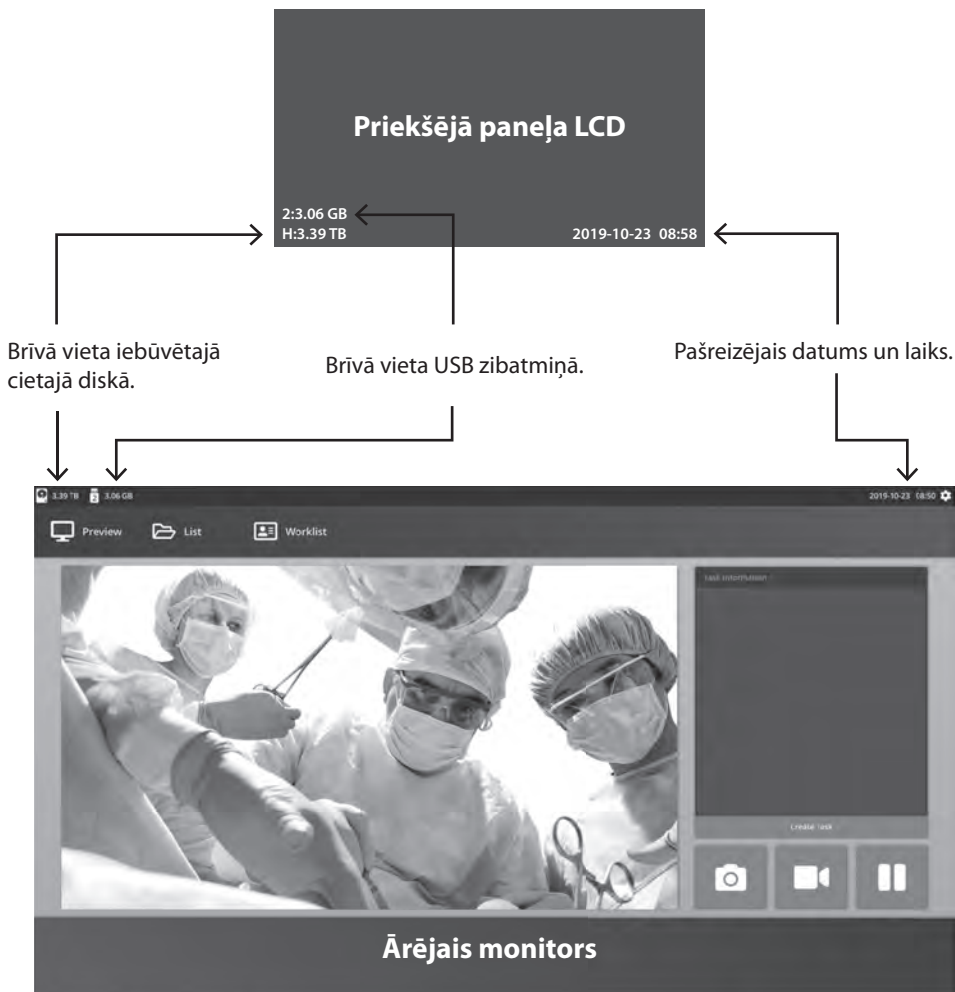 Priekšējā paneļa LCD
2:3.06 GB
H:3.39 TB
2019-10-23 08:58
Brīvā vieta iebūvētajā
cietajā diskā.
Brīvā vieta USB zibatmiņā.
Pašreizējais datums un laiks.
3.39 TB
2
3.06 GB
2019-10-23 08:50
Preview
List
Worklist
Task Information
Create Task
Ārējais monitors